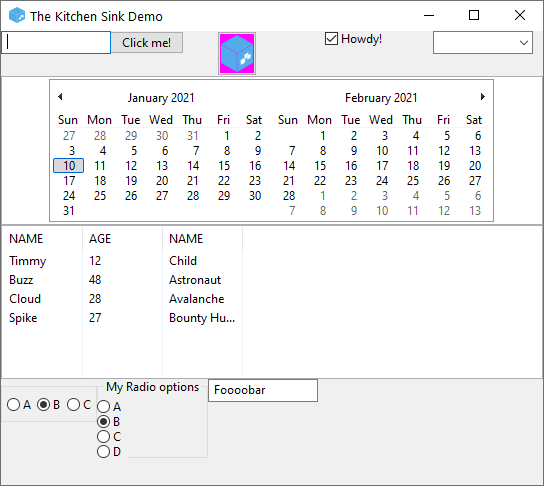 The Kitchen Sink Demo
Click me! Howdy!
January 2021 February 2021
Sun Mon Tue Wed Thu Fri Sat Sun Mon Tue Wed Thu Fri Sat
27 28 29 30 31 1 2 1 2 3 4 5 6
3 4 5 6 7 8 9 7 8 9 10 11 12 13
10 11 12 13 14 15 16 14 15 16 17 18 19 20
17 18 19 20 21 22 23 21 22 23 24 25 26 27
24 25 26 27 28 29 30 28 1 2 3 4 5 6
31 7 8 9 10 11 12 13
NAME AGE NAME
Timmy 12 Child
Buzz 48 Astronaut
Cloud 28 Avalanche
Spike 27 Bounty Hu...
My Radio options Foooobar
A B C
A
B
C
D